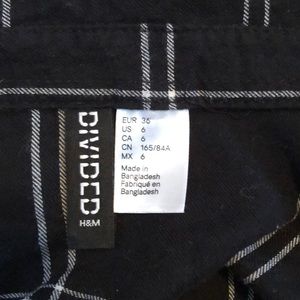 DIVIDED
H&M
EUR 36
US 6
CA 6
CN 165/84A
MX 6
Made in
Bangladesh
Fabriqué en
Bangladesh